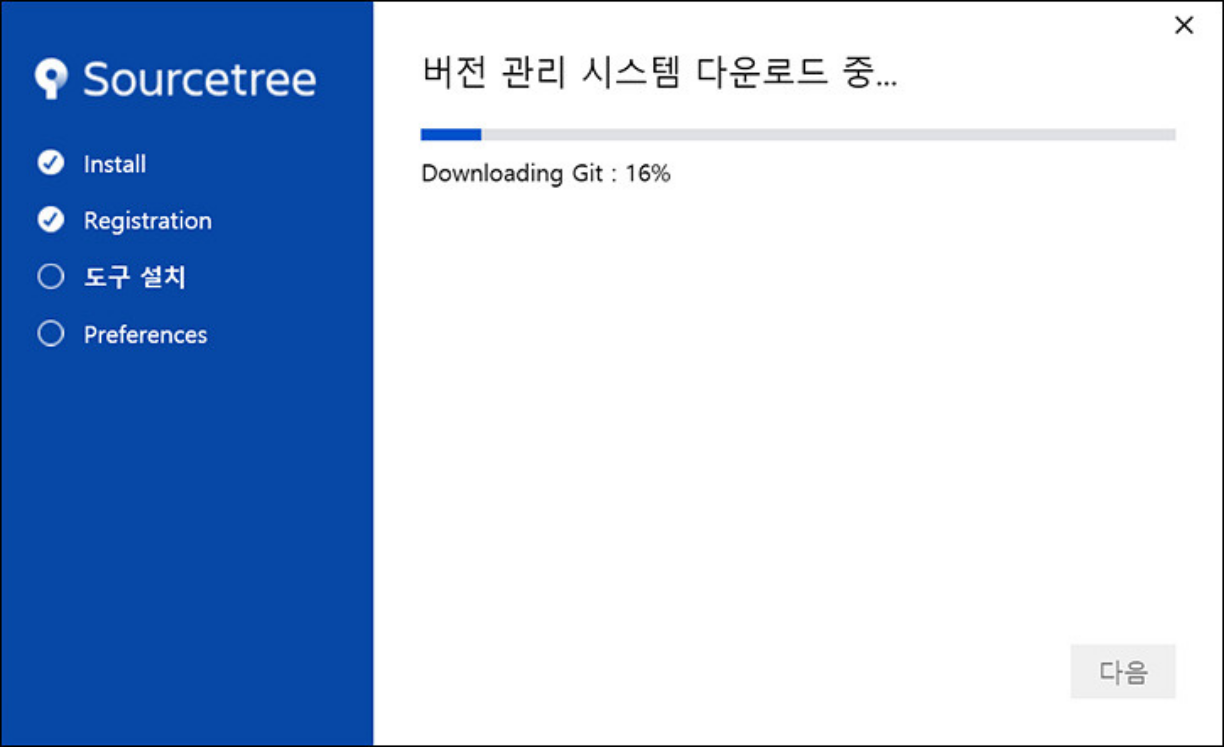 Sourcetree
Install
Registration
도구 설치
Preferences
버전 관리 시스템 다운로드 중...
Downloading Git : 16%
다음